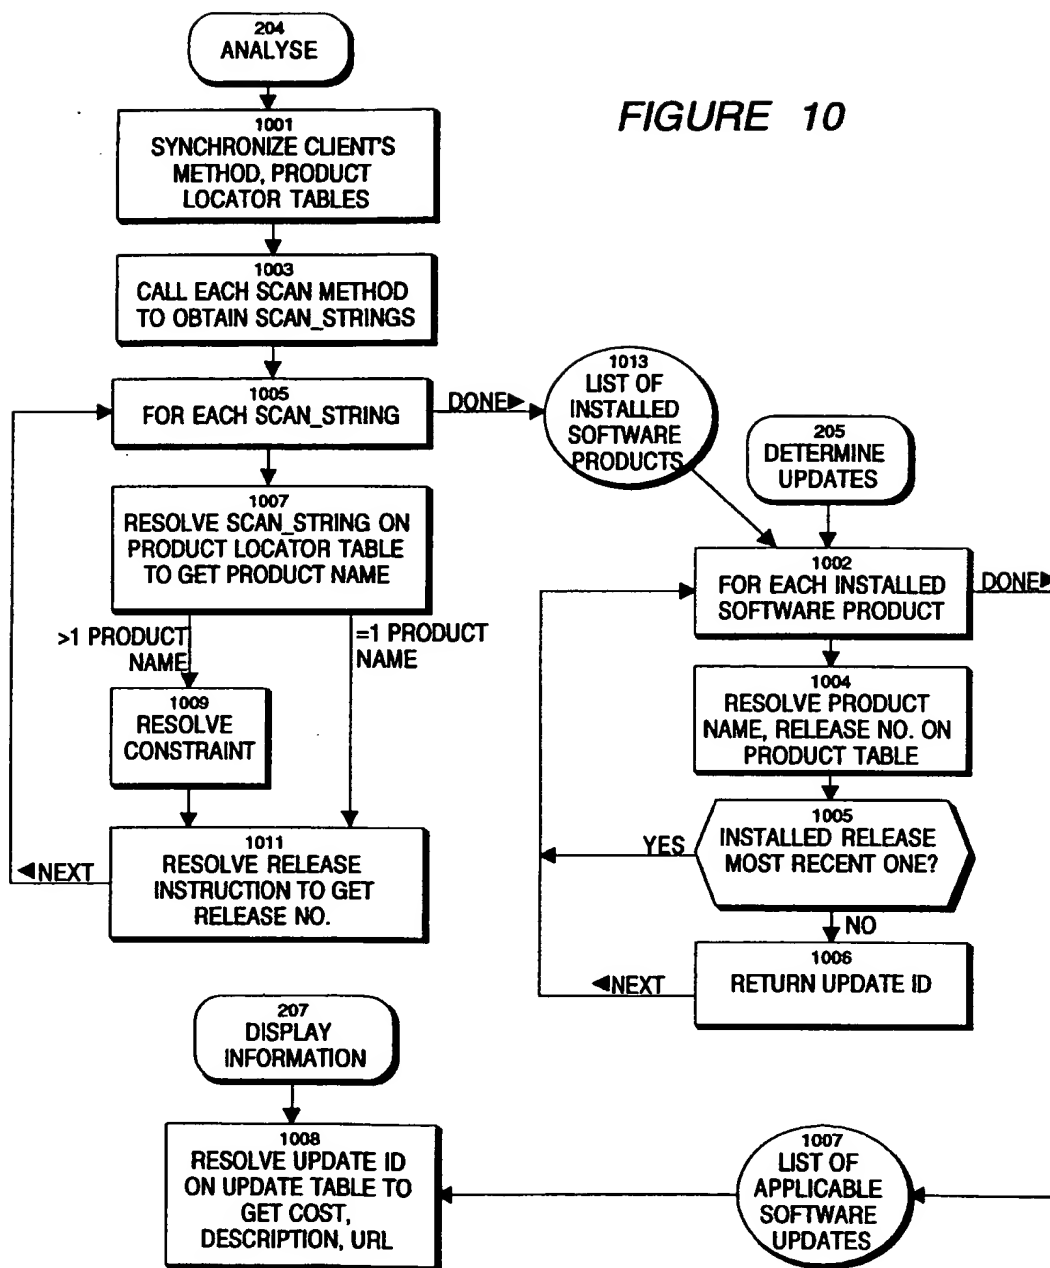 FIGURE 10
204
ANALYSE
1001
SYNCHRONIZE CLIENT'S
METHOD, PRODUCT
LOCATOR TABLES
1003
CALL EACH SCAN METHOD
TO OBTAIN SCAN_STRINGS
1005
FOR EACH SCAN_STRING
DONE
1007
RESOLVE SCAN_STRING ON
PRODUCT LOCATOR TABLE
TO GET PRODUCT NAME
>1 PRODUCT
NAME
=1 PRODUCT
NAME
1009
RESOLVE
CONSTRAINT
1011
RESOLVE RELEASE
INSTRUCTION TO GET
RELEASE NO.
NEXT
1013
LIST OF
INSTALLED
SOFTWARE
PRODUCTS
205
DETERMINE
UPDATES
1002
FOR EACH INSTALLED
SOFTWARE PRODUCT
DONE
1004
RESOLVE PRODUCT
NAME, RELEASE NO. ON
PRODUCT TABLE
1005
INSTALLED RELEASE
MOST RECENT ONE?
YES
NO
1006
RETURN UPDATE ID
NEXT
207
DISPLAY
INFORMATION
1008
RESOLVE UPDATE ID
ON UPDATE TABLE TO
GET COST,
DESCRIPTION, URL
1007
LIST OF
APPLICABLE
SOFTWARE
UPDATES